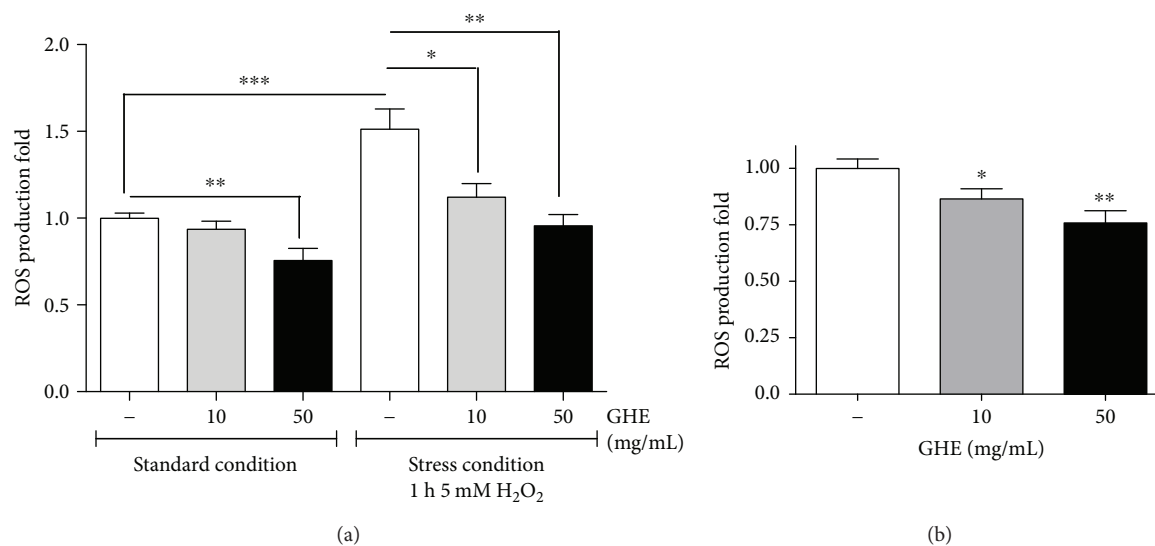 2.0
1.5
1.0
0.5
0.0
ROS production fold
**
*
***
**
– 10 50 – 10 50 GHE
(mg/mL)
Standard condition
Stress condition
1 h 5 mM H₂O₂
(a)
1.00
0.75
0.50
0.25
0.0
ROS production fold
*
**
– 10 50
GHE (mg/mL)
(b)